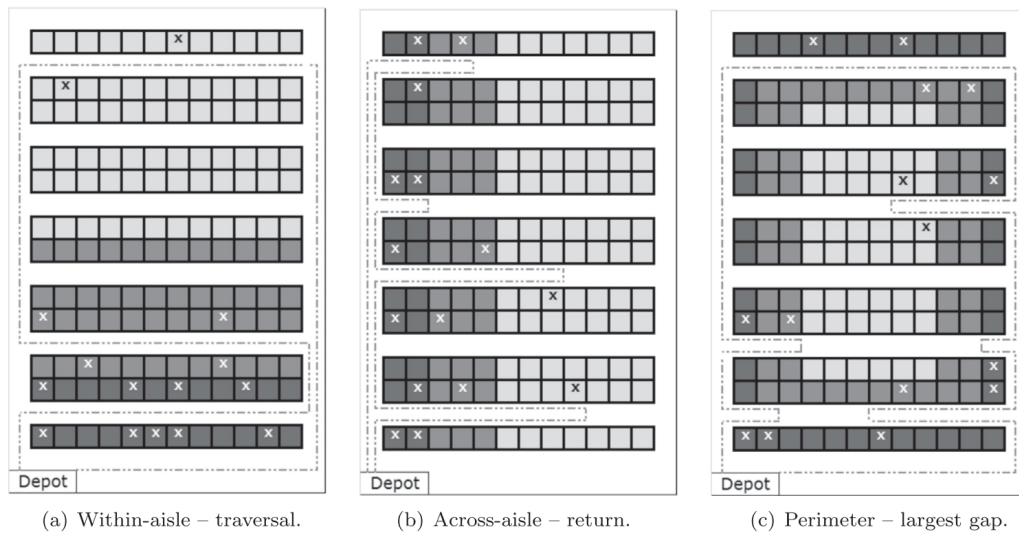 Depot
Depot
Depot
(a) Within-aisle – traversal.
(b) Across-aisle – return.
(c) Perimeter – largest gap.